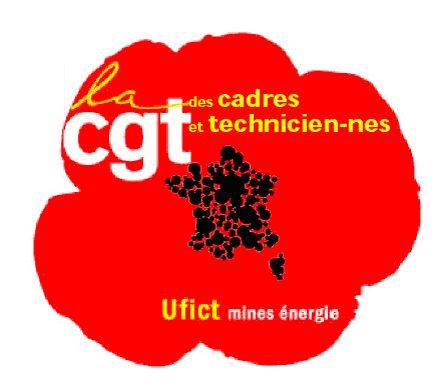 la
cgt
des cadres
et technicien-nes
Ufict mines énergie